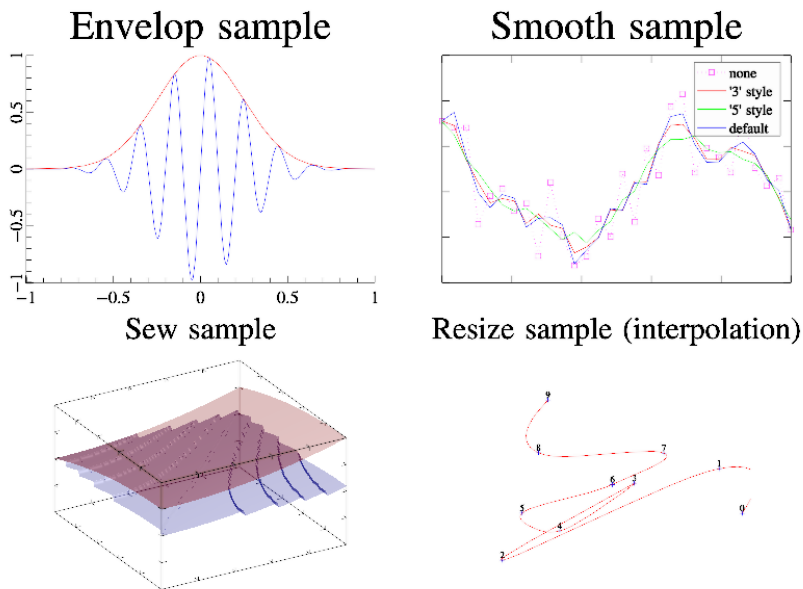 Envelop sample
Smooth sample
1
0.5
0
−0.5
−1
−1
−0.5
0
0.5
1
none
'3' style
'5' style
default
Sew sample
Resize sample (interpolation)
9
8
7
1
6
3
5
0
4
2